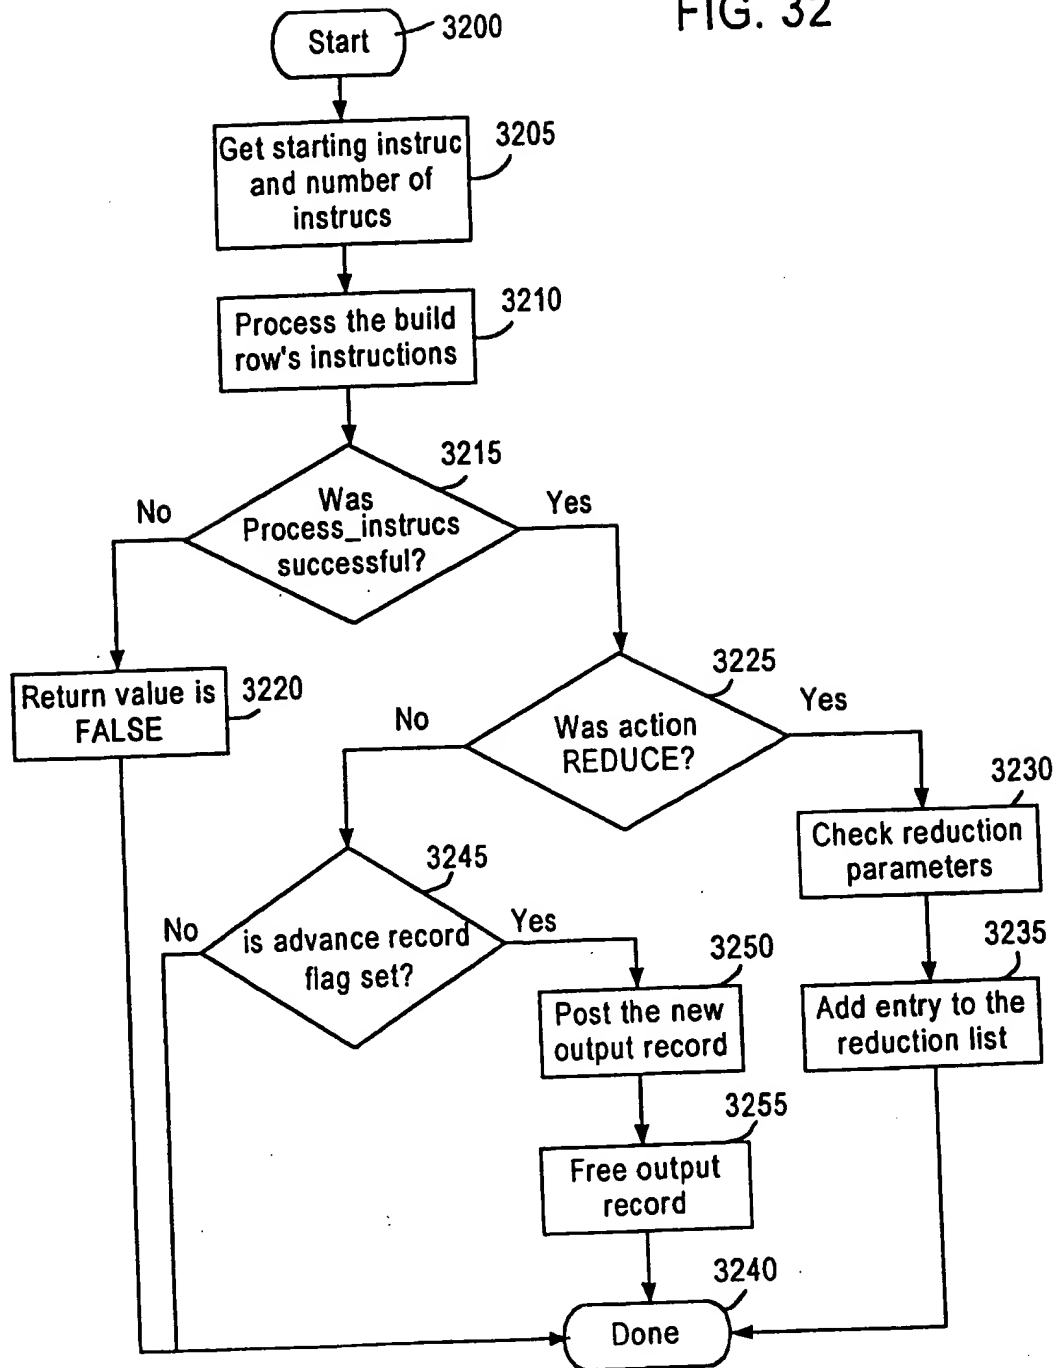 FIG. 32
Start
3200
Get starting instruc
and number of
instrucs
3205
Process the build
row's instructions
3210
Was
Process_instrucs
successful?
3215
No
Yes
Return value is
FALSE
3220
Was action
REDUCE?
3225
No
Yes
Check reduction
parameters
3230
Add entry to the
reduction list
3235
is advance record
flag set?
3245
No
Yes
Post the new
output record
3250
Free output
record
3255
Done
3240